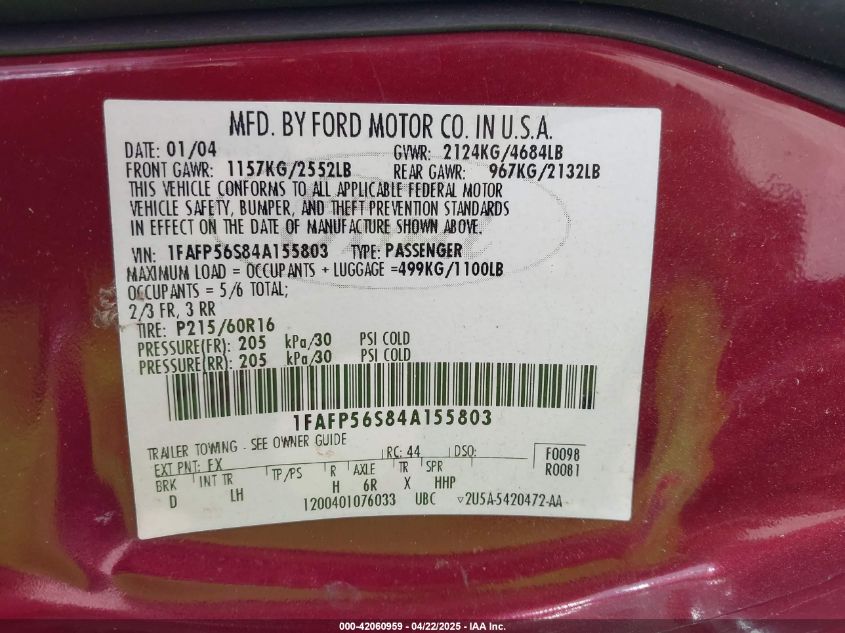 MFD. BY FORD MOTOR CO. IN U.S.A.
DATE: 01/04 GVWR: 2124KG/4684LB
FRONT GAWR: 1157KG/2552LB REAR GAWR: 967KG/2132LB
THIS VEHICLE CONFORMS TO ALL APPLICABLE FEDERAL MOTOR
VEHICLE SAFETY, BUMPER, AND THEFT PREVENTION STANDARDS
IN EFFECT ON THE DATE OF MANUFACTURE SHOWN ABOVE.
VIN: 1FAFP56S84A155803 TYPE: PASSENGER
MAXIMUM LOAD = OCCUPANTS + LUGGAGE =499KG/1100LB
OCCUPANTS = 5/6 TOTAL;
2/3 FR, 3 RR
TIRE: P215/60R16
PRESSURE(FR): 205 kPa/30 PSI COLD
PRESSURE(RR): 205 kPa/30 PSI COLD
1FAFP56S84A155803
TRAILER TOWING - SEE OWNER GUIDE
EXT PNT: FX RC: 44 DSO: F0098
R0081
BRK INT TR TP/PS R AXLE TR SPR
D LH H 6R X HHP
1200401076033 UBC 2U5A-5420472-AA
000-42060959 - 04/22/2025 - IAA Inc.